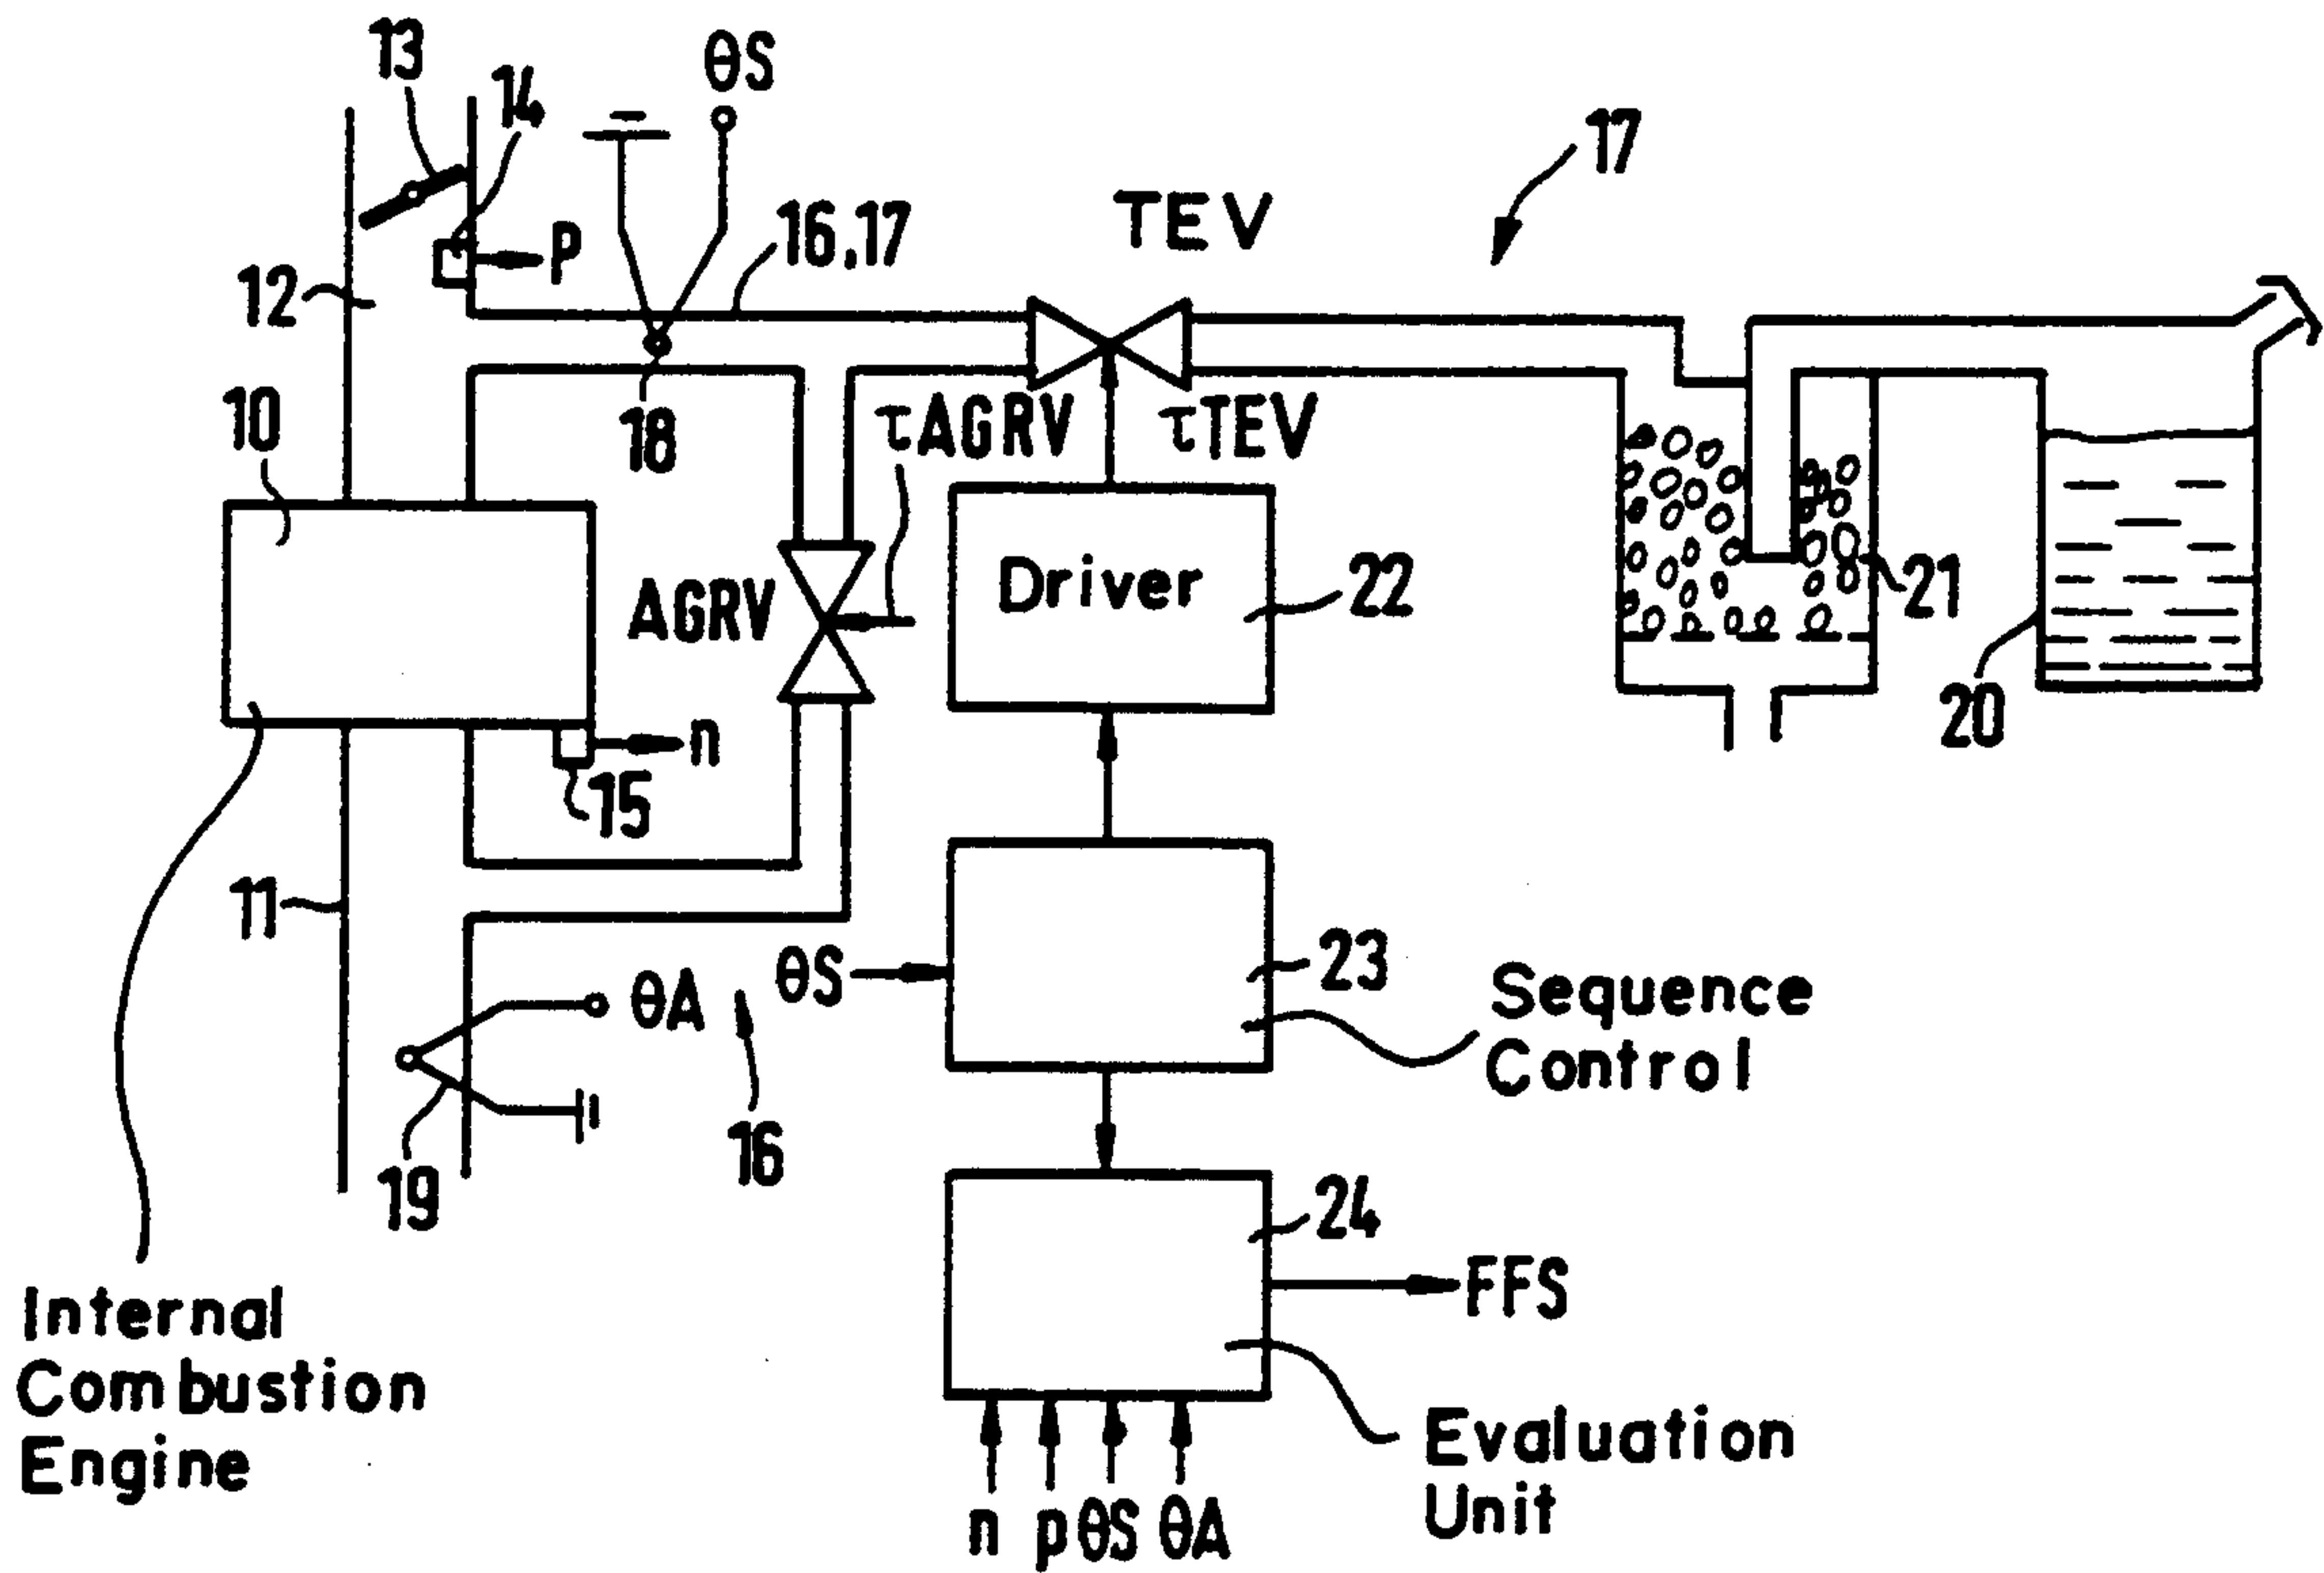 13
14
θS
17
P
16,17
TEV
12
10
18
τAGRV
τTEV
Driver
22
21
AGRV
20
n
15
11
θS
23
θA
Sequence
Control
16
19
24
FFS
Internal
Combustion
Engine
Evaluation
Unit
n p θS θA